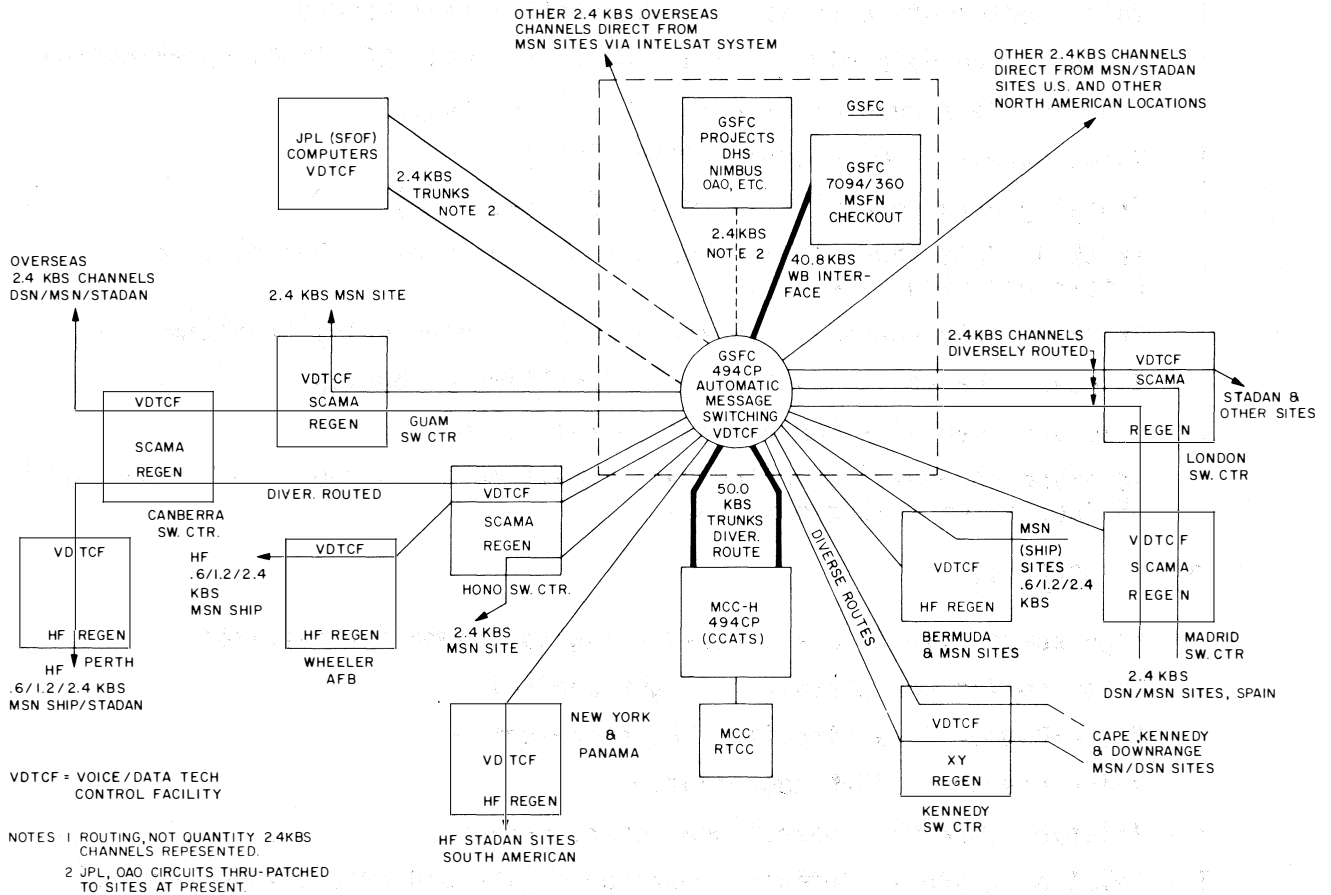 OTHER 2.4 KBS OVERSEAS
CHANNELS DIRECT FROM
MSN SITES VIA INTELSAT SYSTEM
OTHER 2.4KBS CHANNELS
DIRECT FROM MSN/STADAN
SITES U.S. AND OTHER
NORTH AMERICAN LOCATIONS
GSFC
JPL (SFOF)
COMPUTERS
VDTCF
2.4 KBS
TRUNKS
NOTE 2
GSFC
PROJECTS
DHS
NIMBUS
OAO, ETC.
GSFC
7094/360
MSFN
CHECKOUT
2.4 KBS
NOTE 2
40.8 KBS
WB INTER-
FACE
OVERSEAS
2.4 KBS CHANNELS
DSN/MSN/STADAN
2.4 KBS MSN SITE
VDTCF
SCAMA
REGEN
GUAM
SW CTR
GSFC
494CP
AUTOMATIC
MESSAGE
SWITCHING
VDTCF
2.4KBS CHANNELS
DIVERSELY ROUTED
VDTCF
SCAMA
REGEN
STADAN &
OTHER SITES
LONDON
SW. CTR
VDTCF
SCAMA
REGEN
CANBERRA
SW. CTR.
DIVER. ROUTED
VDTCF
SCAMA
REGEN
HONO SW. CTR.
50.0
KBS
TRUNKS
DIVER.
ROUTE
DIVERSE ROUTES
VDTCF
HF REGEN
BERMUDA
& MSN SITES
MSN
(SHIP)
SITES
.6/1.2/2.4
KBS
VDTCF
SCAMA
REGEN
MADRID
SW. CTR
2.4 KBS
DSN/MSN SITES, SPAIN
VDTCF
HF REGEN
HF PERTH
.6/1.2/2.4 KBS
MSN SHIP/STADAN
HF
.6/1.2/2.4
KBS
MSN SHIP
VDTCF
HF REGEN
WHEELER
AFB
2.4 KBS
MSN SITE
MCC-H
494CP
(CCATS)
MCC
RTCC
NEW YORK
&
PANAMA
VDTCF
HF REGEN
HF STADAN SITES
SOUTH AMERICAN
VDTCF
XY
REGEN
KENNEDY
SW CTR
CAPE KENNEDY
& DOWNRANGE
MSN/DSN SITES
VDTCF = VOICE/DATA TECH
CONTROL FACILITY
NOTES 1 ROUTING, NOT QUANTITY 2.4KBS
CHANNELS REPESENTED.
2 JPL, OAO CIRCUITS THRU-PATCHED
TO SITES AT PRESENT.